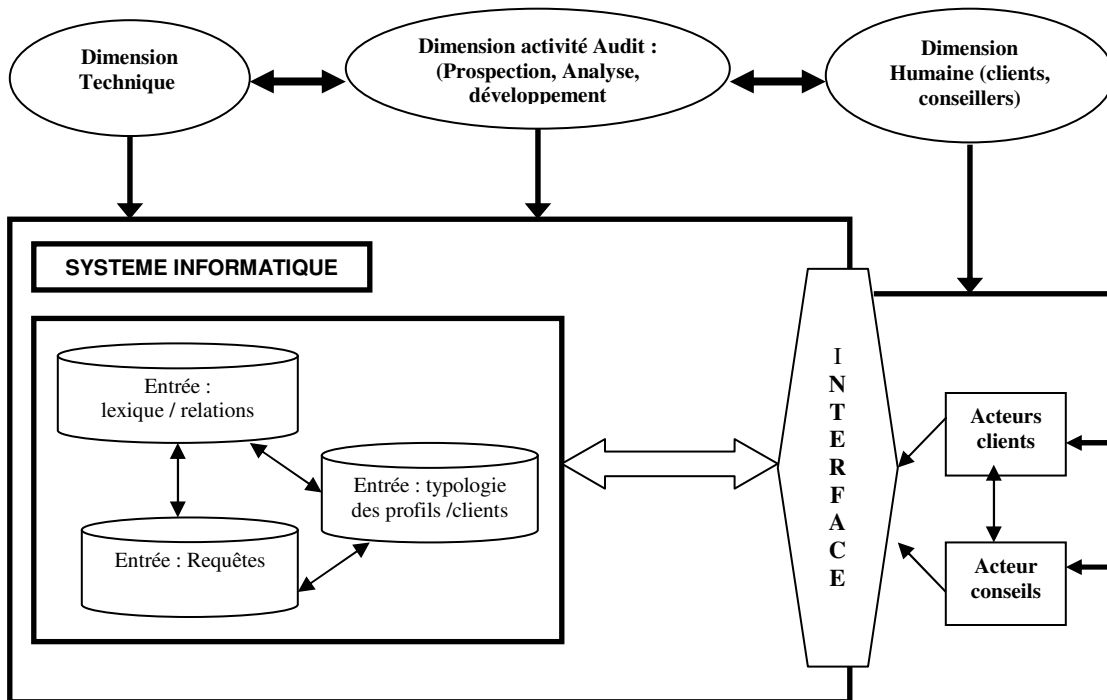 Dimension
Technique
Dimension activité Audit :
(Prospection, Analyse,
développement
Dimension
Humaine (clients,
conseillers)
SYSTEME INFORMATIQUE
Entrée :
lexique / relations
Entrée : typologie
des profils /clients
Entrée : Requêtes
I
N
T
E
R
F
A
C
E
Acteurs
clients
Acteur
conseils